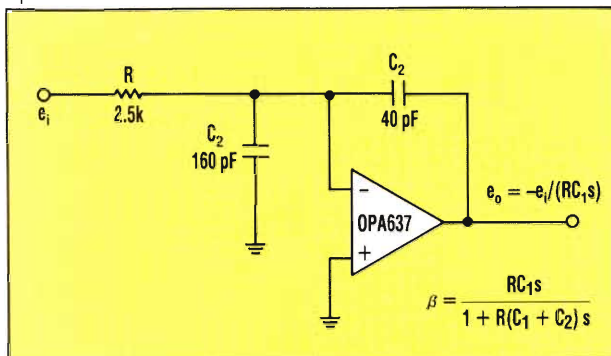 R
2.5k
e_i
C_2
160 pF
C_2
40 pF
−
OPA637
+
e_o = −e_i/(RC_1s)
β = RC_1s / 1 + R(C_1 + C_2) s